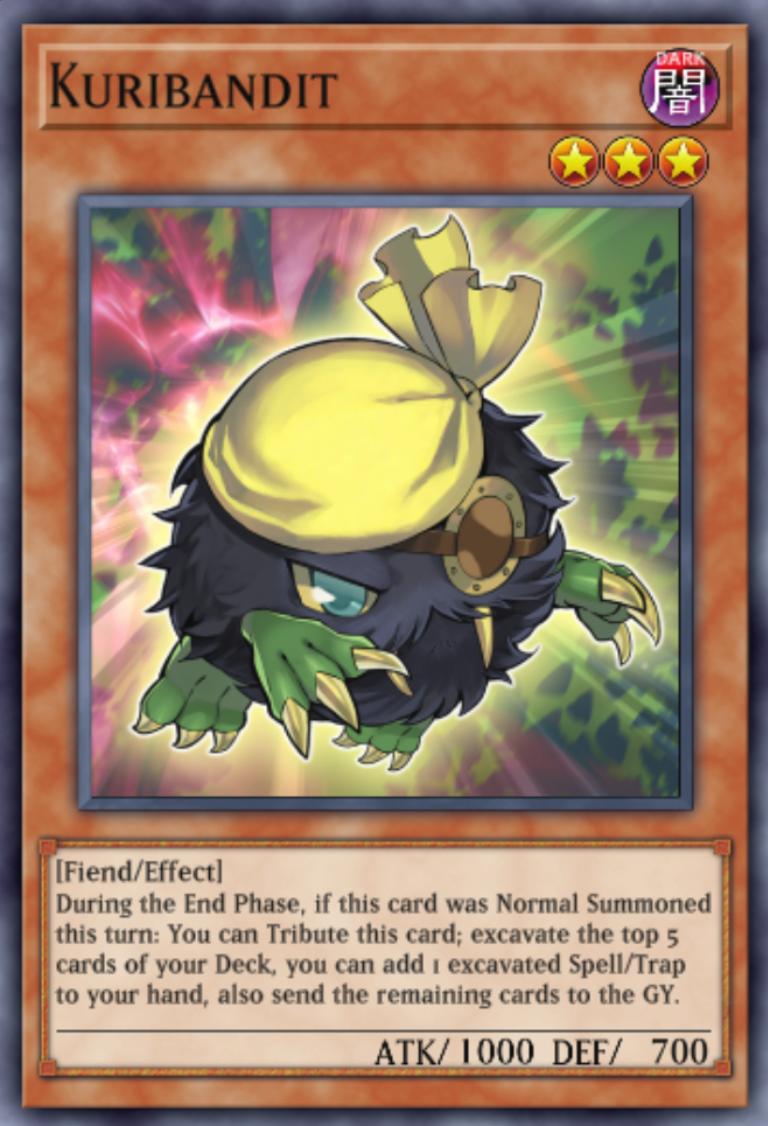 KURIBANDIT
DARK
闇
[Fiend/Effect]
During the End Phase, if this card was Normal Summoned
this turn: You can Tribute this card; excavate the top 5
cards of your Deck, you can add 1 excavated Spell/Trap
to your hand, also send the remaining cards to the GY.
ATK/ 1000 DEF/ 700